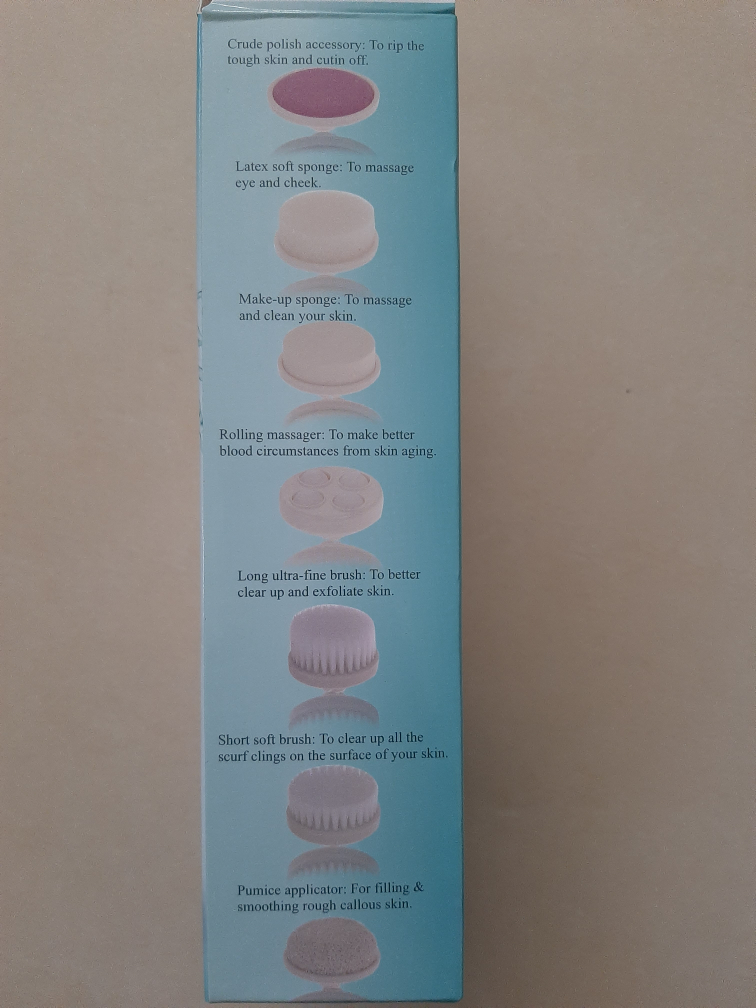 Crude polish accessory: To rip the
tough skin and cutin off.
Latex soft sponge: To massage
eye and cheek.
Make-up sponge: To massage
and clean your skin.
Rolling massager: To make better
blood circumstances from skin aging.
Long ultra-fine brush: To better
clear up and exfoliate skin.
Short soft brush: To clear up all the
scurf clings on the surface of your skin.
Pumice applicator: For filling &
smoothing rough callous skin.